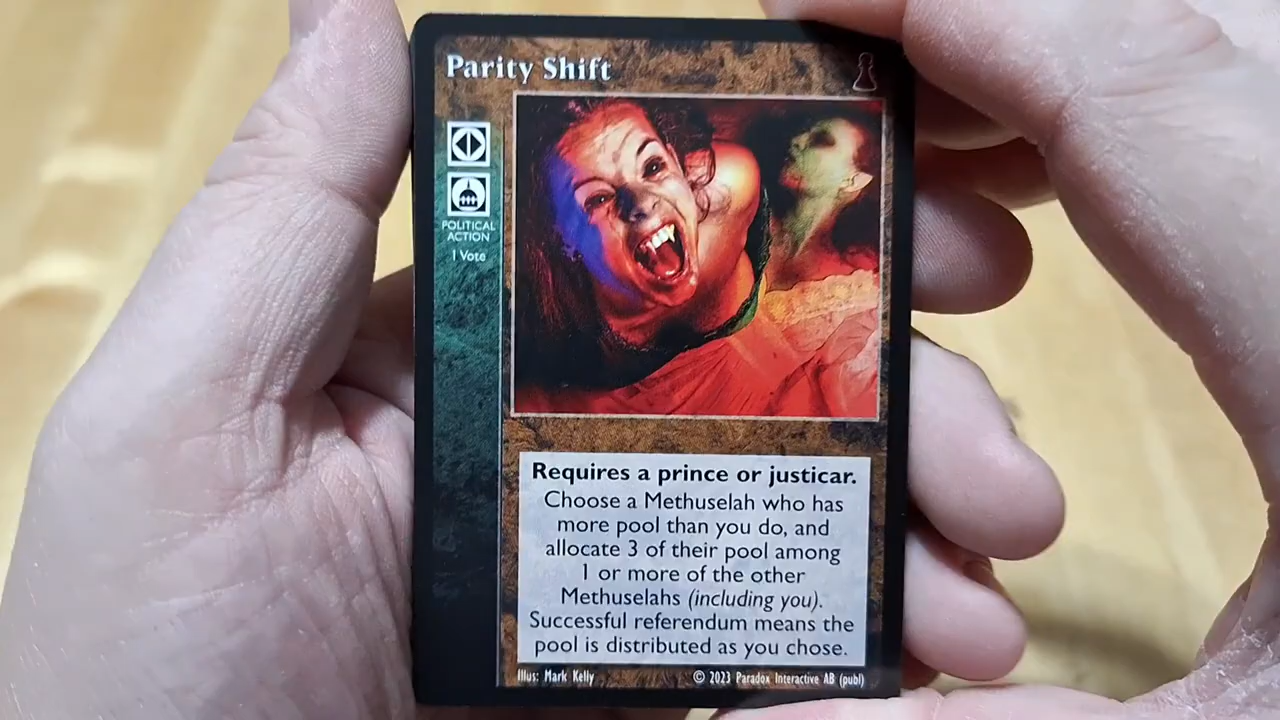 Parity Shift
POLITICAL
ACTION
1 Vote
Requires a prince or justicar.
Choose a Methuselah who has
more pool than you do, and
allocate 3 of their pool among
1 or more of the other
Methuselahs (including you).
Successful referendum means the
pool is distributed as you chose.
Illus: Mark Kelly © 2023 Paradox Interactive AB (publ)